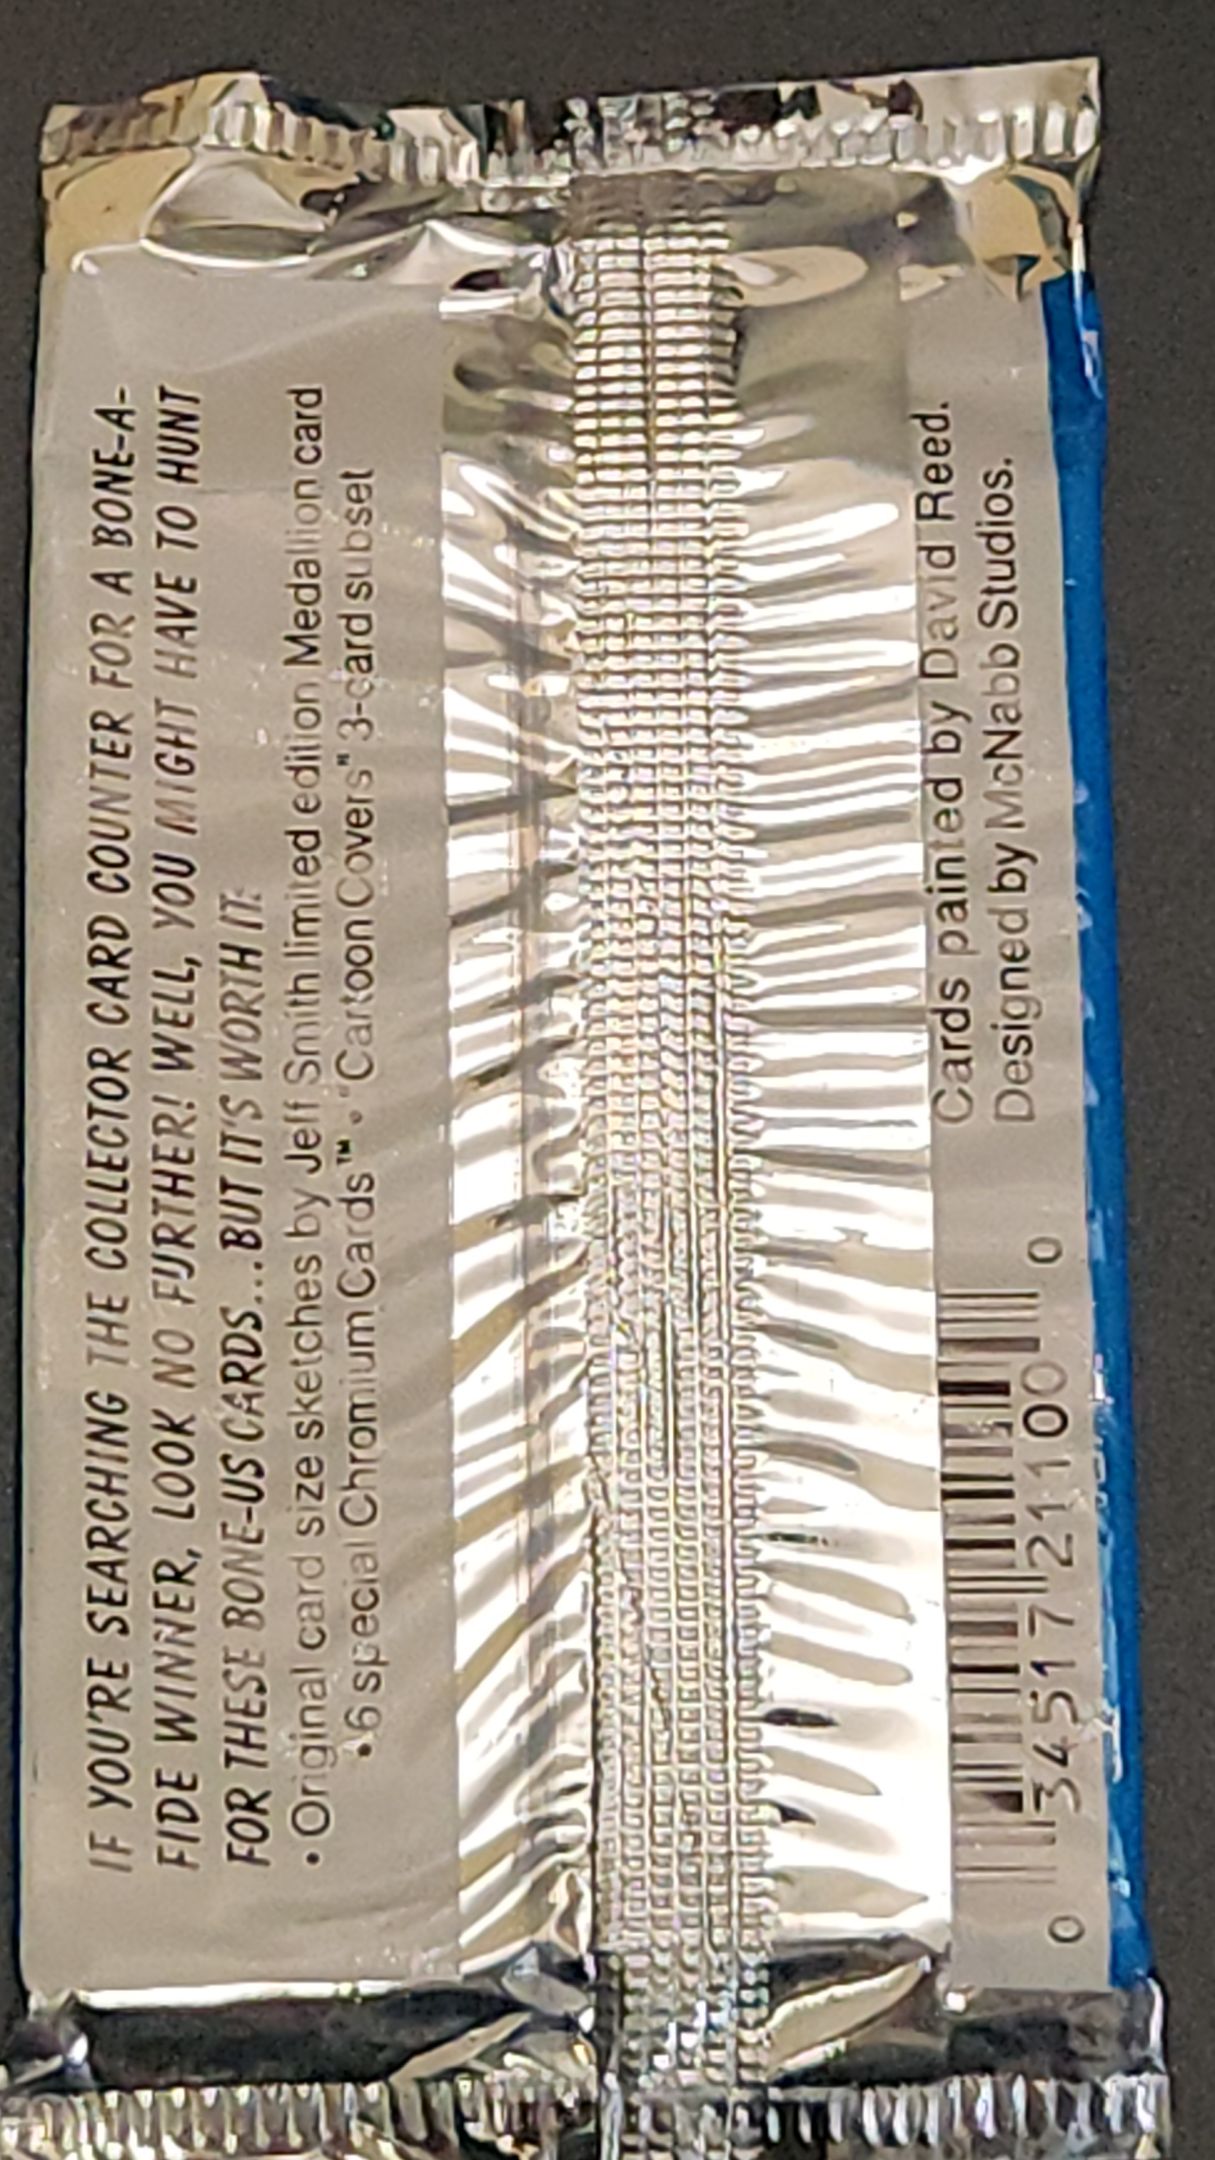 IF YOU'RE SEARCHING THE COLLECTOR CARD COUNTER FOR A BONE-A-
FIDE WINNER, LOOK NO FURTHER! WELL, YOU MIGHT HAVE TO HUNT
FOR THESE BONE-US CARDS...BUT IT'S WORTH IT:
• Original card size sketches by Jeff Smith limited edition Medallion card
• 6 special Chromium Cards™ • "Cartoon Covers" 3-card subset
Cards painted by David Reed.
Designed by McNabb Studios.
0 34517 21100 0